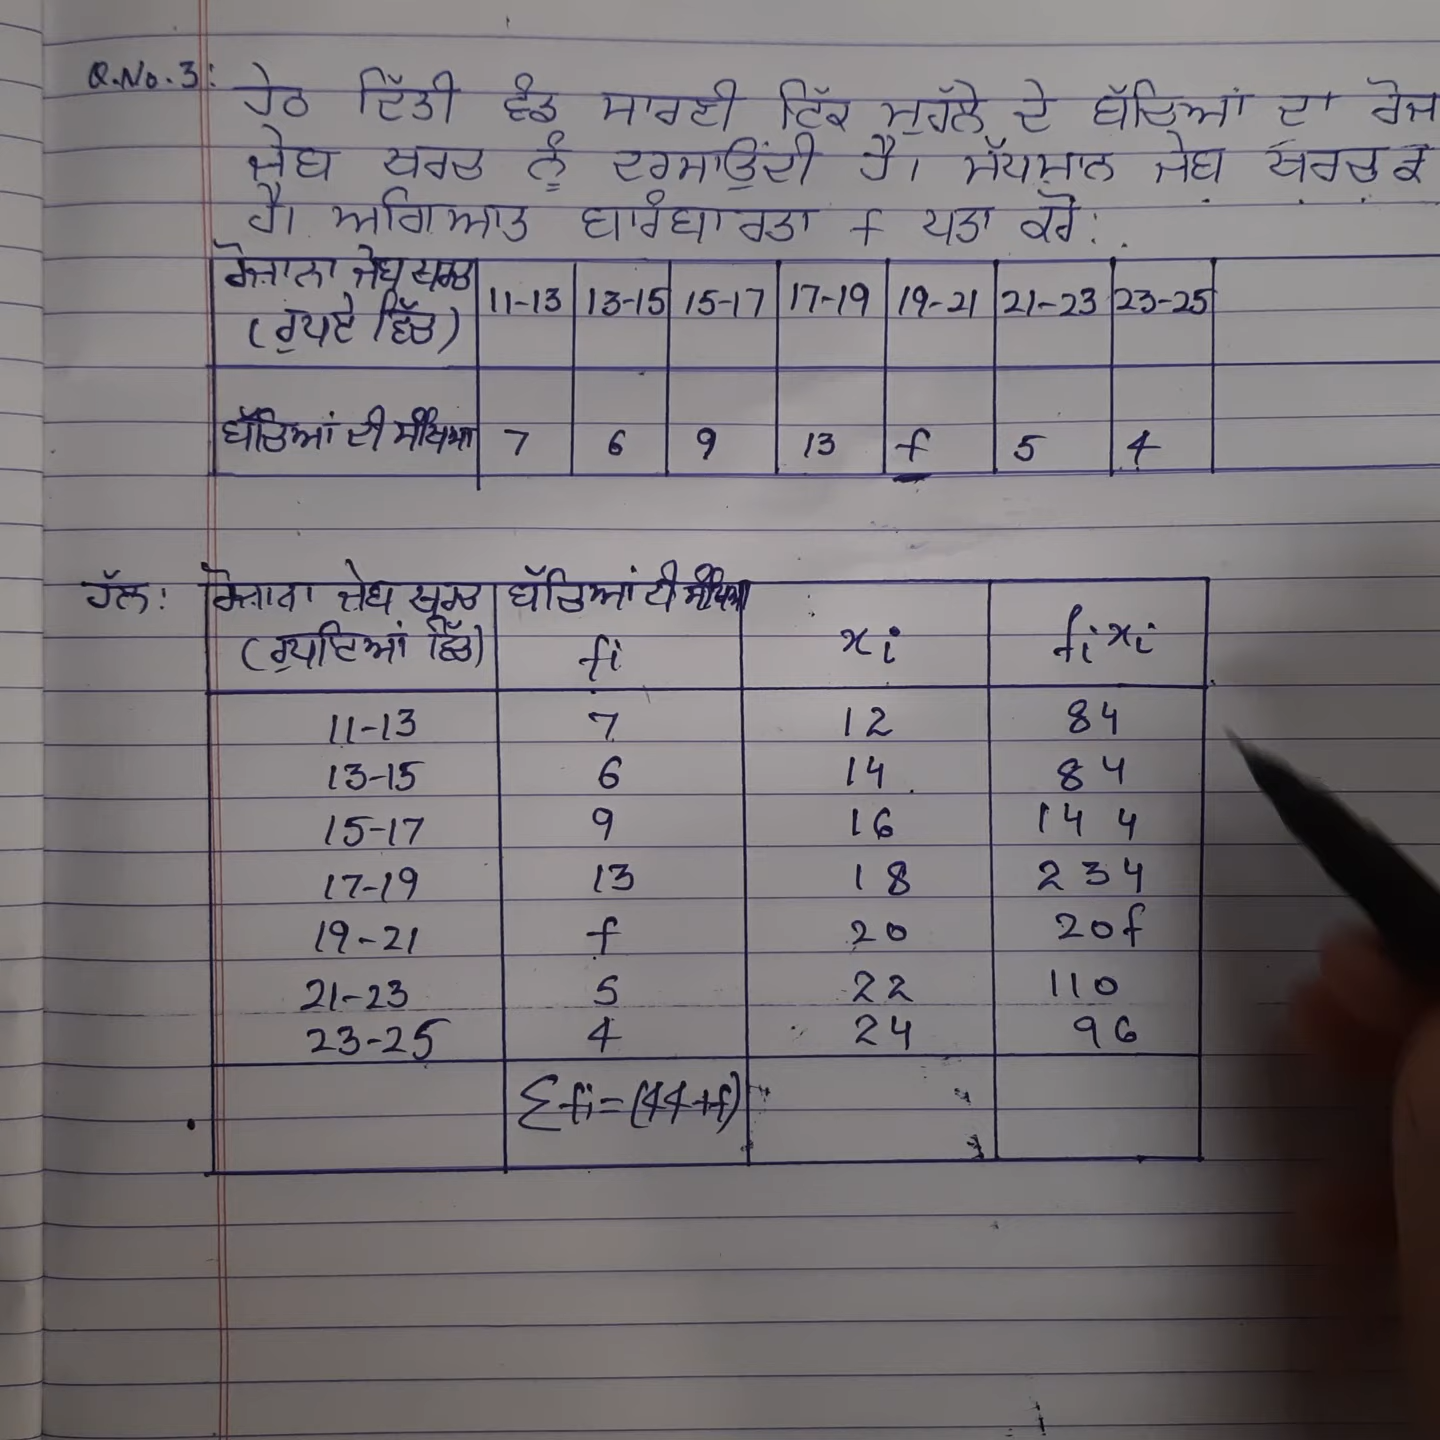 Q.No.3: ਹੇਠ ਦਿੱਤੀ ਵੰਡ ਸਾਰਣੀ ਇੱਕ ਮੁਹੱਲੇ ਦੇ ਬੱਚਿਆਂ ਦਾ ਰੋਜ਼
ਜੇਬ ਖਰਚ ਨੂੰ ਦਰਸਾਉਂਦੀ ਹੈ। ਮੱਧਮਾਨ ਜੇਬ ਖ਼ਰਚ
ਹੈ। ਅਗਿਆਤ ਬਾਰੰਬਾਰਤਾ f ਪਤਾ ਕਰੋ:
ਰੋਜ਼ਾਨਾ ਜੇਬ ਖਰਚ
(ਰੁਪਏ ਵਿੱਚ) 11-13 13-15 15-17 17-19 19-21 21-23 23-25
ਬੱਚਿਆਂ ਦੀ ਸੰਖਿਆ 7 6 9 13 f 5 4
ਹੱਲ: ਰੋਜ਼ਾਨਾ ਜੇਬ ਖਰਚ ਬੱਚਿਆਂ ਦੀ ਸੰਖਿਆ
(ਰੁਪਇਆਂ ਵਿੱਚ) fi xi fixi
11-13 7 12 84
13-15 6 14 84
15-17 9 16 144
17-19 13 18 234
19-21 f 20 20f
21-23 5 22 110
23-25 4 24 96
Σfi=(44+f)